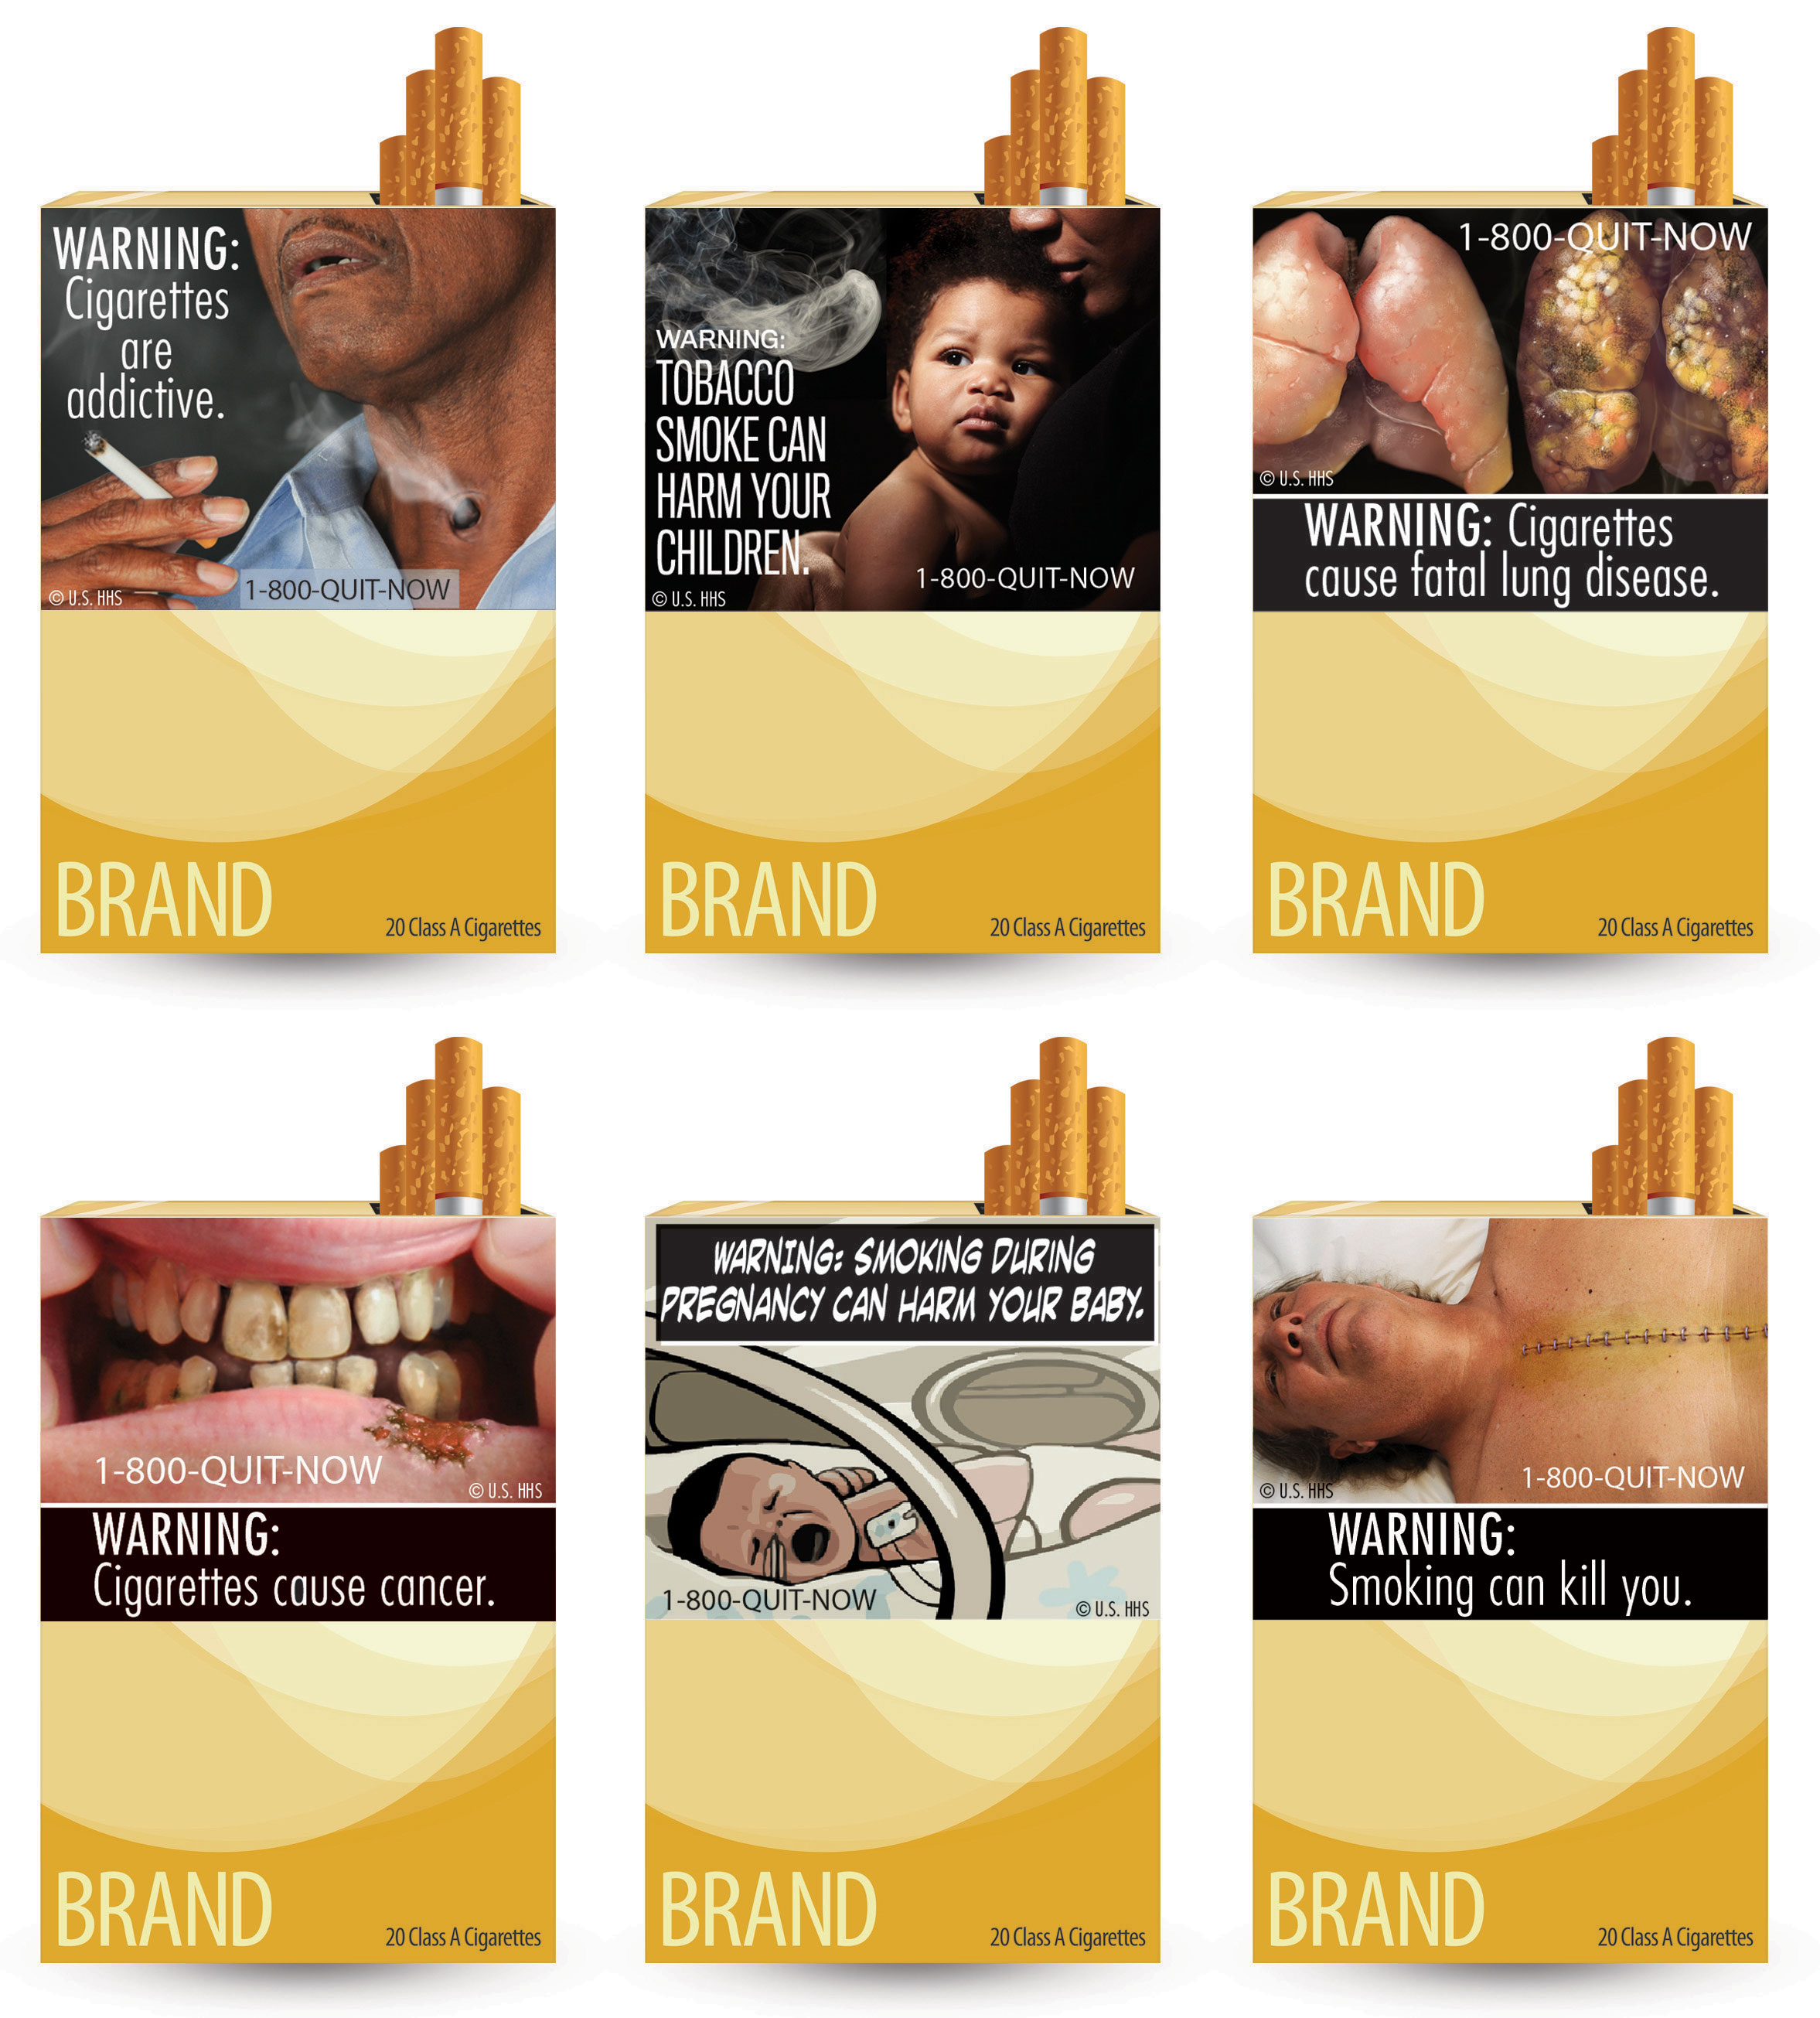 WARNING:
Cigarettes
are
addictive.
1-800-QUIT-NOW
© U.S. HHS
BRAND
20 Class A Cigarettes
WARNING:
TOBACCO
SMOKE CAN
HARM YOUR
CHILDREN.
1-800-QUIT-NOW
© U.S. HHS
BRAND
20 Class A Cigarettes
1-800-QUIT-NOW
© U.S. HHS
WARNING: Cigarettes
cause fatal lung disease.
BRAND
20 Class A Cigarettes
1-800-QUIT-NOW
© U.S. HHS
WARNING:
Cigarettes cause cancer.
BRAND
20 Class A Cigarettes
WARNING: SMOKING DURING
PREGNANCY CAN HARM YOUR BABY.
1-800-QUIT-NOW
© U.S. HHS
BRAND
20 Class A Cigarettes
© U.S. HHS
1-800-QUIT-NOW
WARNING:
Smoking can kill you.
BRAND
20 Class A Cigarettes